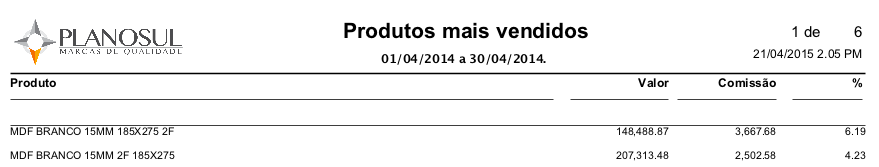 PLANOSUL
MARCAS DE QUALIDADE
Produtos mais vendidos
01/04/2014 a 30/04/2014.
1 de 6
21/04/2015 2.05 PM
Produto Valor Comissão %
MDF BRANCO 15MM 185X275 2F 148,488.87 3,667.68 6.19
MDF BRANCO 15MM 2F 185X275 207,313.48 2,502.58 4.23